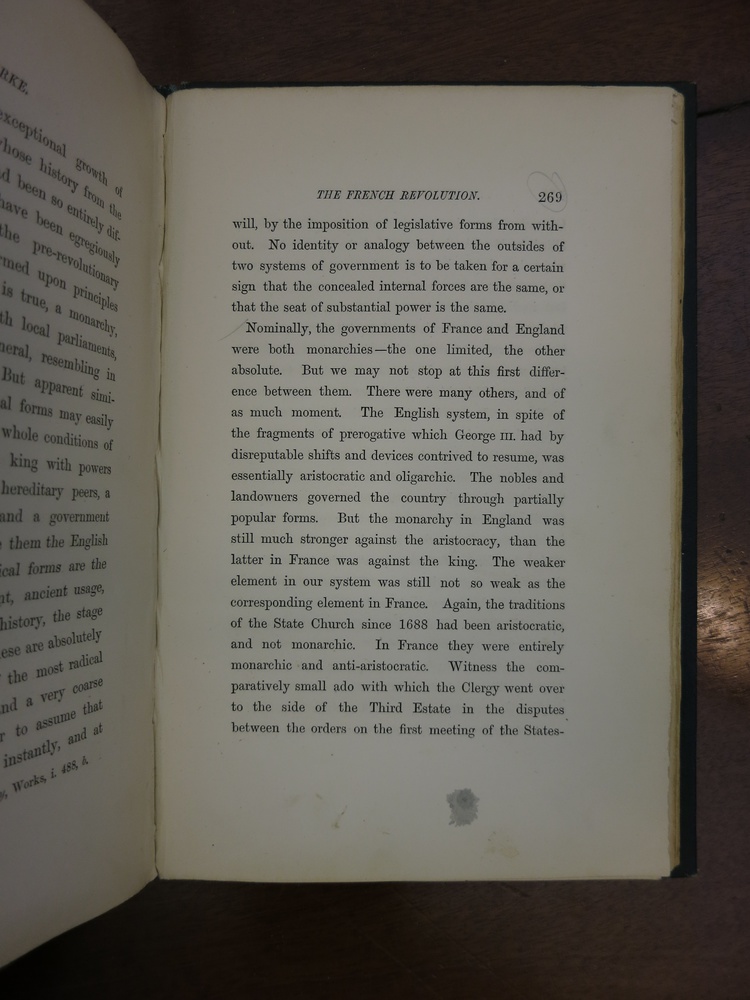 RKE.
exceptional growth of
whose history from the
d been so entirely dif-
have been egregiously
the pre-revolutionary
rmed upon principles
is true, a monarchy,
th local parliaments,
neral, resembling in
But apparent simi-
al forms may easily
whole conditions of
king with powers
hereditary peers, a
and a government
them the English
ical forms are the
nt, ancient usage,
history, the stage
ese are absolutely
the most radical
nd a very coarse
r to assume that
instantly, and at
Works, i. 488, b.
THE FRENCH REVOLUTION. 269
will, by the imposition of legislative forms from with-
out. No identity or analogy between the outsides of
two systems of government is to be taken for a certain
sign that the concealed internal forces are the same, or
that the seat of substantial power is the same.
Nominally, the governments of France and England
were both monarchies—the one limited, the other
absolute. But we may not stop at this first differ-
ence between them. There were many others, and of
as much moment. The English system, in spite of
the fragments of prerogative which George III. had by
disreputable shifts and devices contrived to resume, was
essentially aristocratic and oligarchic. The nobles and
landowners governed the country through partially
popular forms. But the monarchy in England was
still much stronger against the aristocracy, than the
latter in France was against the king. The weaker
element in our system was still not so weak as the
corresponding element in France. Again, the traditions
of the State Church since 1688 had been aristocratic,
and not monarchic. In France they were entirely
monarchic and anti-aristocratic. Witness the com-
paratively small ado with which the Clergy went over
to the side of the Third Estate in the disputes
between the orders on the first meeting of the States-